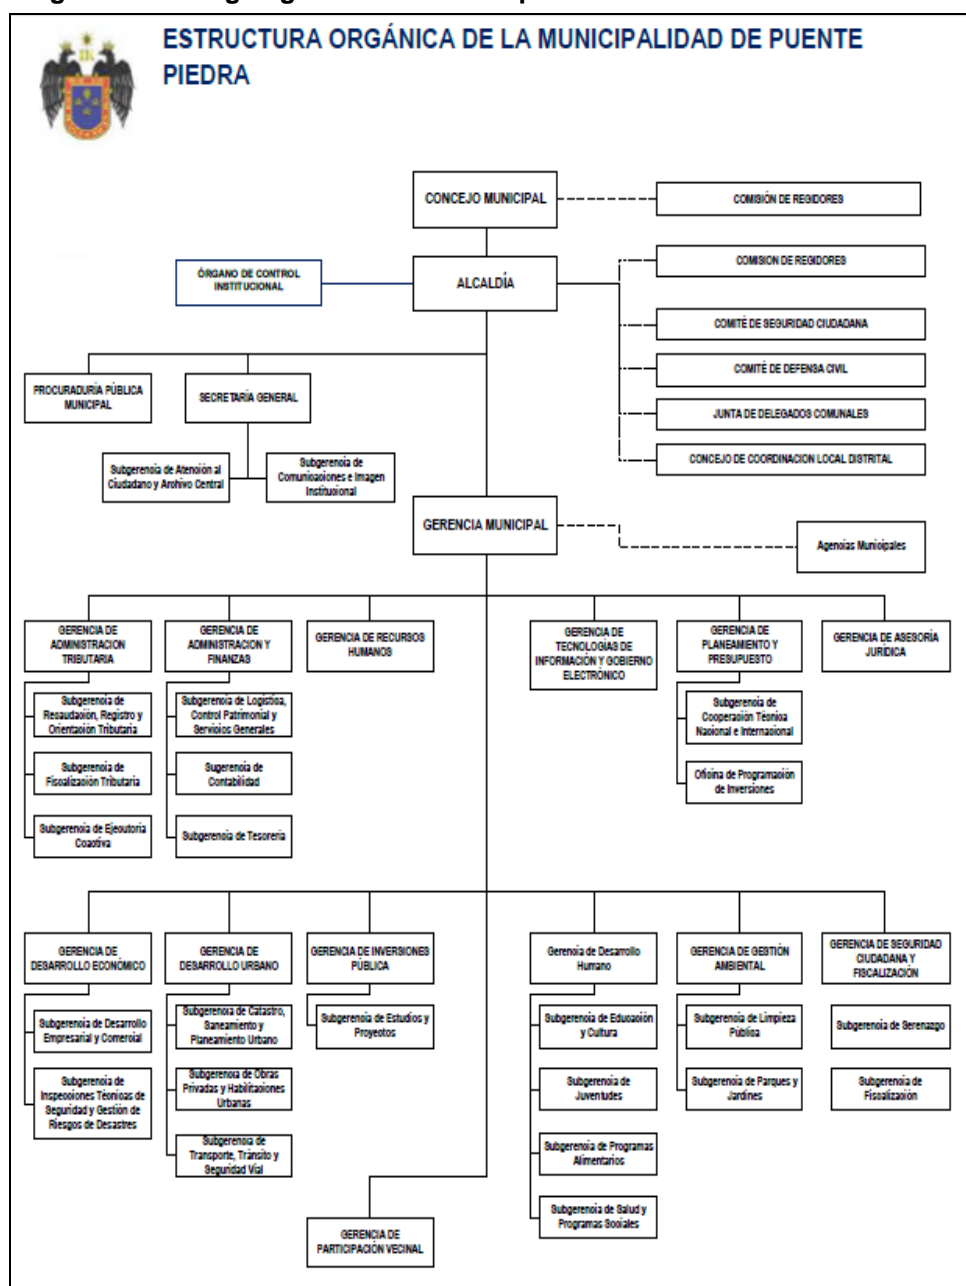 ESTRUCTURA ORGÁNICA DE LA MUNICIPALIDAD DE PUENTE
PIEDRA
CONCEJO MUNICIPAL
COMISIÓN DE REGIDORES
ÓRGANO DE CONTROL
INSTITUCIONAL
ALCALDÍA
COMISION DE REGIDORES
COMITÉ DE SEGURIDAD CIUDADANA
COMITÉ DE DEFENSA CIVIL
JUNTA DE DELEGADOS COMUNALES
CONCEJO DE COORDINACION LOCAL DISTRITAL
PROCURADURÍA PÚBLICA
MUNICIPAL
SECRETARÍA GENERAL
Subgerencia de Atención al
Ciudadano y Archivo Central
Subgerencia de
Comunicaciones e Imagen
Institucional
GERENCIA MUNICIPAL
Agencias Municipales
GERENCIA DE
ADMINISTRACION
TRIBUTARIA
GERENCIA DE
ADMINISTRACION Y
FINANZAS
GERENCIA DE RECURSOS
HUMANOS
GERENCIA DE
TECNOLOGÍAS DE
INFORMACIÓN Y GOBIERNO
ELECTRÓNICO
GERENCIA DE
PLANEAMIENTO Y
PRESUPUESTO
GERENCIA DE ASESORÍA
JURÍDICA
Subgerencia de
Recaudación, Registro y
Orientación Tributaria
Subgerencia de
Fiscalización Tributaria
Subgerencia de Ejecutoria
Coactiva
Subgerencia de Logística,
Control Patrimonial y
Servicios Generales
Sugerencia de
Contabilidad
Subgerencia de Tesorería
Subgerencia de
Cooperación Técnica
Nacional e Internacional
Oficina de Programación
de Inversiones
GERENCIA DE
DESARROLLO ECONÓMICO
GERENCIA DE
DESARROLLO URBANO
GERENCIA DE INVERSIONES
PÚBLICA
Gerencia de Desarrollo
Humano
GERENCIA DE GESTIÓN
AMBIENTAL
GERENCIA DE SEGURIDAD
CIUDADANA Y
FISCALIZACIÓN
Subgerencia de Desarrollo
Empresarial y Comercial
Subgerencia de
Inspecciones Técnicas de
Seguridad y Gestión de
Riesgos de Desastres
Subgerencia de Catastro,
Saneamiento y
Planeamiento Urbano
Subgerencia de Obras
Privadas y Habilitaciones
Urbanas
Subgerencia de
Transporte, Tránsito y
Seguridad Vial
Subgerencia de Estudios y
Proyectos
Subgerencia de Educación
y Cultura
Subgerencia de
Juventudes
Subgerencia de Programas
Alimentarios
Subgerencia de Salud y
Programas Sociales
Subgerencia de Limpieza
Pública
Subgerencia de Parques y
Jardines
Subgerencia de Serenazgo
Subgerencia de
Fiscalización
GERENCIA DE
PARTICIPACIÓN VECINAL